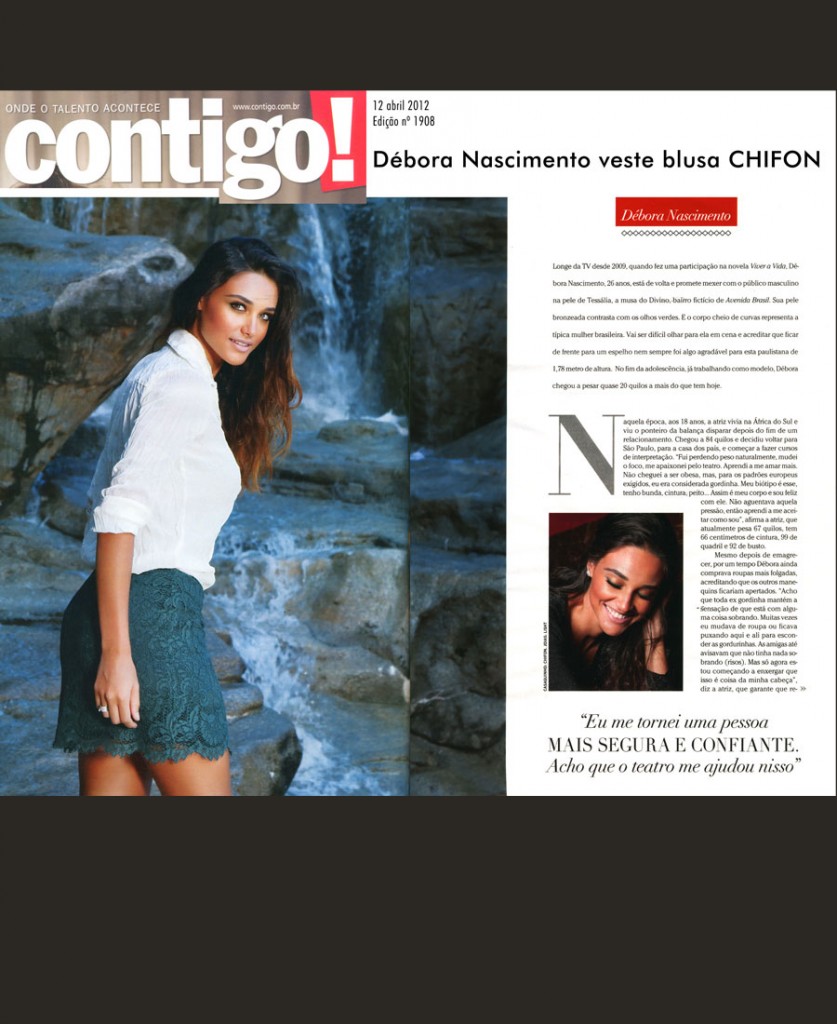 ONDE O TALENTO ACONTECE
www.contigo.com.br
contigo!
12 abril 2012
Edição nº 1908
Débora Nascimento veste blusa CHIFON
Débora Nascimento
Longe da TV desde 2009, quando fez uma participação na novela Viver a Vida, Dé-
bora Nascimento, 26 anos, está de volta e promete mexer com o público masculino
na pele de Tessália, a musa do Divino, bairro fictício de Avenida Brasil. Sua pele
bronzeada contrasta com os olhos verdes. E o corpo cheio de curvas representa a
típica mulher brasileira. Vai ser difícil olhar para ela em cena e acreditar que ficar
de frente para um espelho nem sempre foi algo agradável para esta paulistana de
1,78 metro de altura. No fim da adolescência, já trabalhando como modelo, Débora
chegou a pesar quase 20 quilos a mais do que tem hoje.
Naquela época, aos 18 anos, a atriz vivia na África do Sul e
viu o ponteiro da balança disparar depois do fim de um
relacionamento. Chegou a 84 quilos e decidiu voltar para
São Paulo, para a casa dos pais, e começar a fazer cursos
de interpretação. “Fui perdendo peso naturalmente, mudei
o foco, me apaixonei pelo teatro. Aprendi a me amar mais.
Não cheguei a ser obesa, mas, para os padrões europeus
exigidos, eu era considerada gordinha. Meu biótipo é esse,
tenho bunda, cintura, peito... Assim é meu corpo e sou feliz
com ele. Não aguentava aquela
pressão, então aprendi a me acei-
tar como sou”, afirma a atriz, que
atualmente pesa 67 quilos, tem
66 centímetros de cintura, 99 de
quadril e 92 de busto.
Mesmo depois de emagre-
cer, por um tempo Débora ainda
comprava roupas mais folgadas,
acreditando que os outros mane-
quins ficariam apertados. “Acho
que toda ex gordinha mantém a
sensação de que está com algu-
ma coisa sobrando. Muitas vezes
eu mudava de roupa ou ficava
puxando aqui e ali para escon-
der as gordurinhas. As amigas até
avisavam que não tinha nada so-
brando (risos). Mas só agora es-
tou começando a enxergar que
isso é coisa da minha cabeça”,
diz a atriz, que garante que re- »
“Eu me tornei uma pessoa
MAIS SEGURA E CONFIANTE.
Acho que o teatro me ajudou nisso”